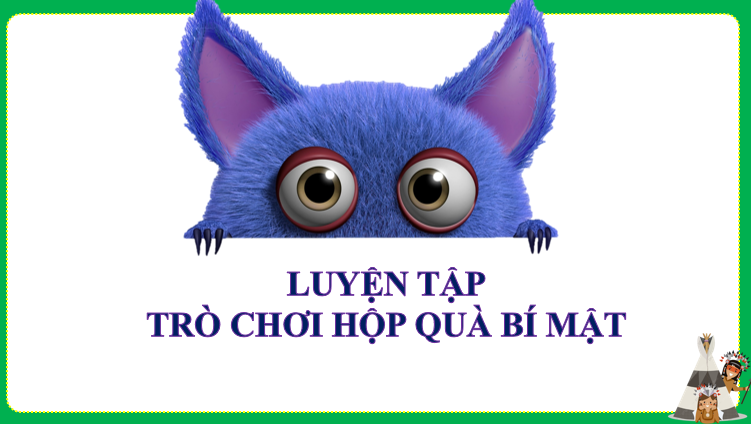 LUYỆN TẬP
TRÒ CHƠI HỘP QUÀ BÍ MẬT